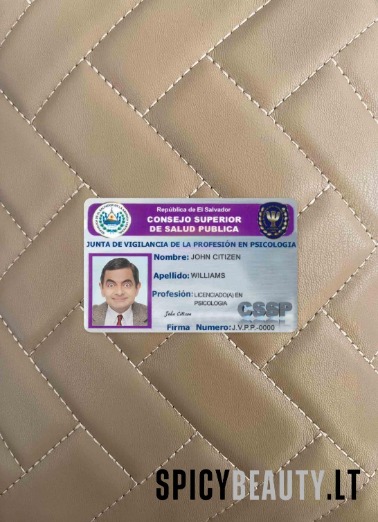 República de El Salvador
CONSEJO SUPERIOR
DE SALUD PUBLICA
JUNTA DE VIGILANCIA DE LA PROFESIÓN EN PSICOLOGIA
Nombre: JOHN CITIZEN
Apellido: WILLIAMS
Profesión: LICENCIADO(A) EN
PSICOLOGIA
John Citizen
CSSP
Firma Numero: J.V.P.P.-0000
SPICYBEAUTY.LT